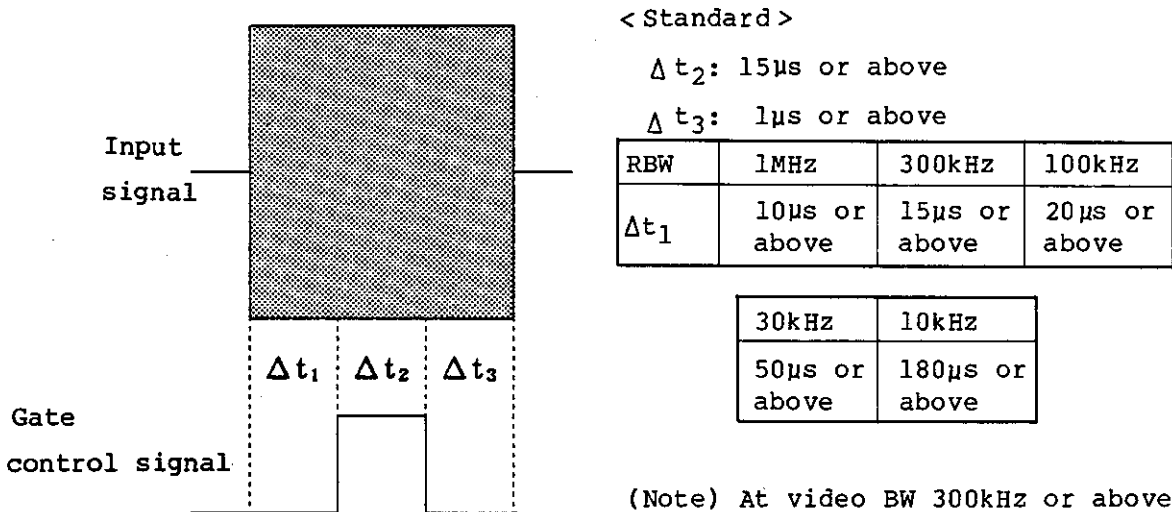 Input
signal
Δt₁ Δt₂ Δt₃
Gate
control signal
< Standard >
Δt₂: 15µs or above
Δt₃: 1µs or above
RBW 1MHz 300kHz 100kHz
Δt₁ 10µs or above 15µs or above 20µs or above
30kHz 10kHz
50µs or above 180µs or above
(Note) At video BW 300kHz or above